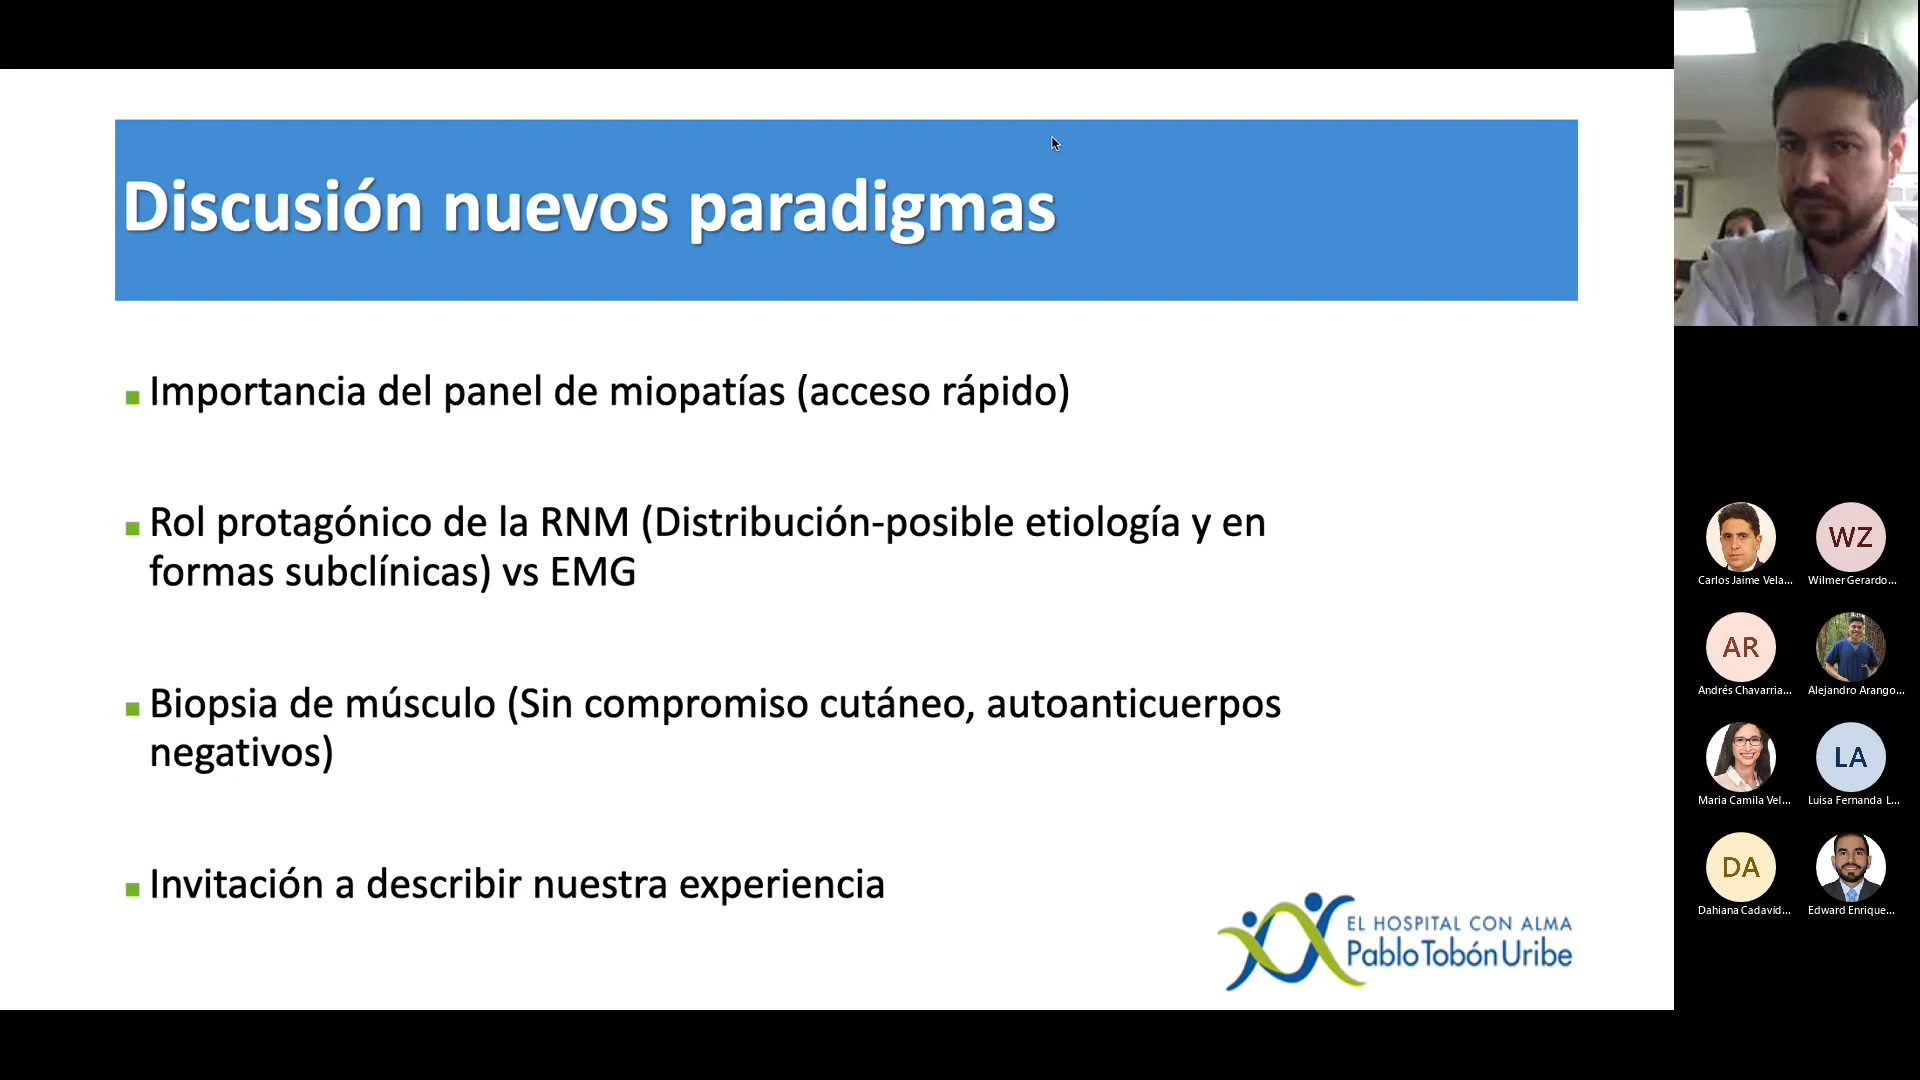 Discusión nuevos paradigmas
Importancia del panel de miopatías (acceso rápido)
Rol protagónico de la RNM (Distribución-posible etiología y en
formas subclínicas) vs EMG
Biopsia de músculo (Sin compromiso cutáneo, autoanticuerpos
negativos)
Invitación a describir nuestra experiencia
EL HOSPITAL CON ALMA
Pablo Tobón Uribe
WZ
Carlos Jaime Vela...
Wilmer Gerardo...
AR
Andrés Chavarria...
Alejandro Arango...
LA
Maria Camila Vel...
Luisa Fernanda L...
DA
Dahiana Cadavid...
Edward Enrique...